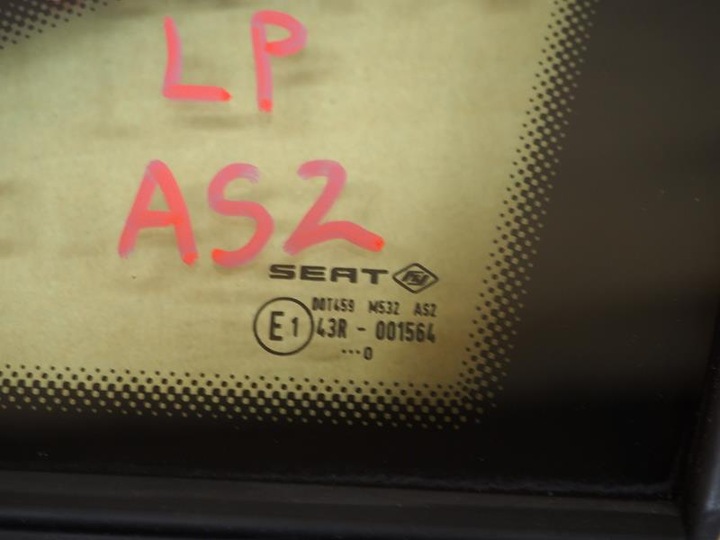 LP
AS2
SEAT
DOT459 M532 AS2
E1 43R - 001564
•••0